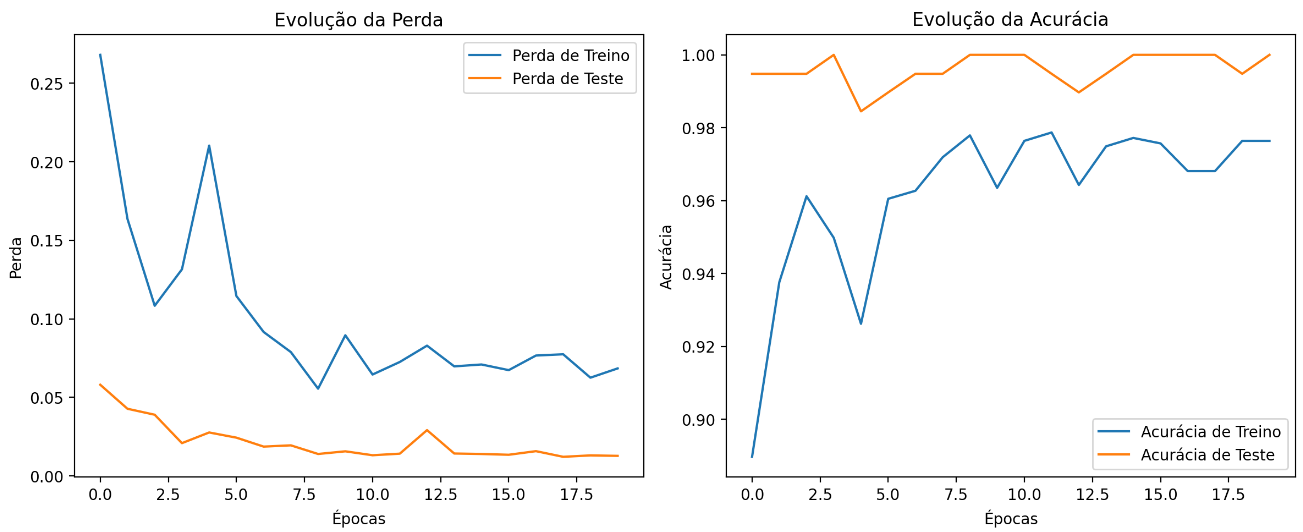 Evolução da Perda
Perda de Treino
Perda de Teste
0.25
0.20
0.15
0.10
0.05
0.00
Perda
0.0 2.5 5.0 7.5 10.0 12.5 15.0 17.5
Épocas
Evolução da Acurácia
1.00
0.98
0.96
0.94
0.92
0.90
Acurácia
Acurácia de Treino
Acurácia de Teste
0.0 2.5 5.0 7.5 10.0 12.5 15.0 17.5
Épocas